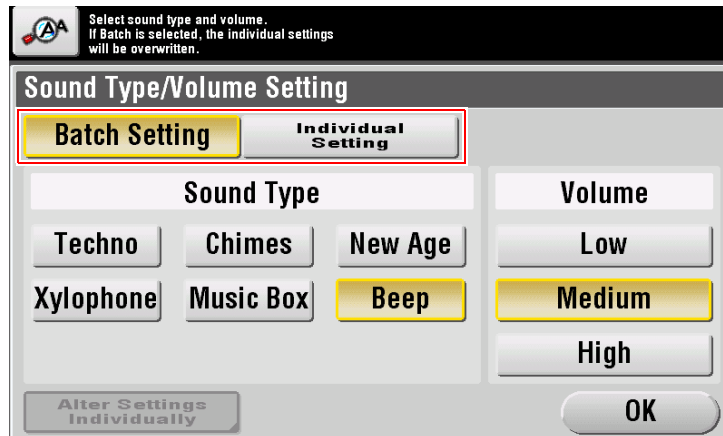 Select sound type and volume.
If Batch is selected, the individual settings
will be overwritten.
Sound Type/Volume Setting
Batch Setting
Individual
Setting
Sound Type
Volume
Techno
Chimes
New Age
Low
Xylophone
Music Box
Beep
Medium
High
Alter Settings
Individually
OK